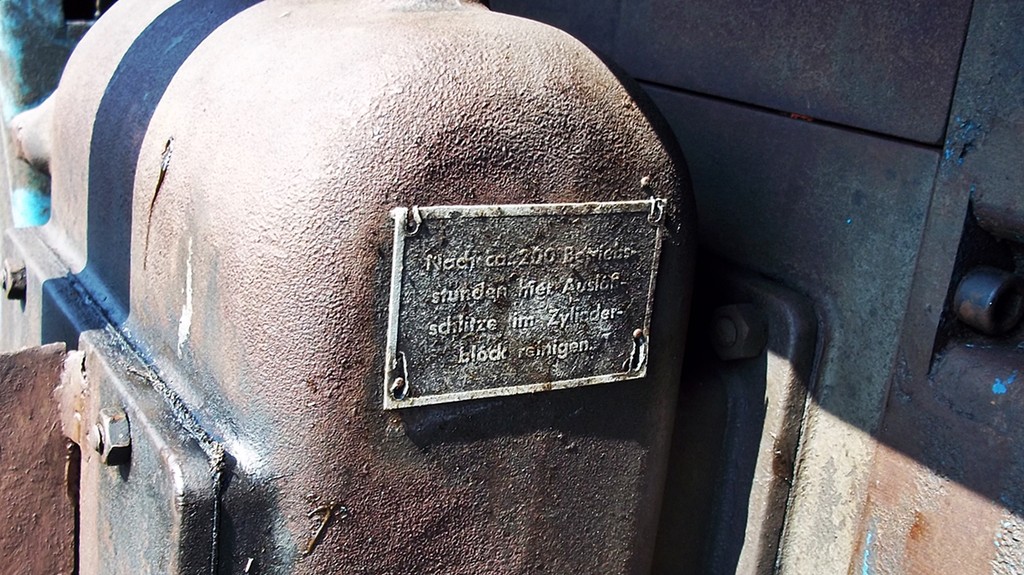 Nach ca. 200 Betriebs-
stunden hier Auslaß-
schlitze im Zylinder-
block reinigen.